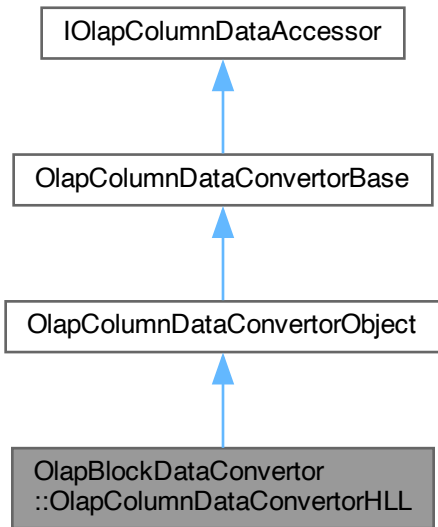 IOlapColumnDataAccessor
OlapColumnDataConvertorBase
OlapColumnDataConvertorObject
OlapBlockDataConvertor
::OlapColumnDataConvertorHLL